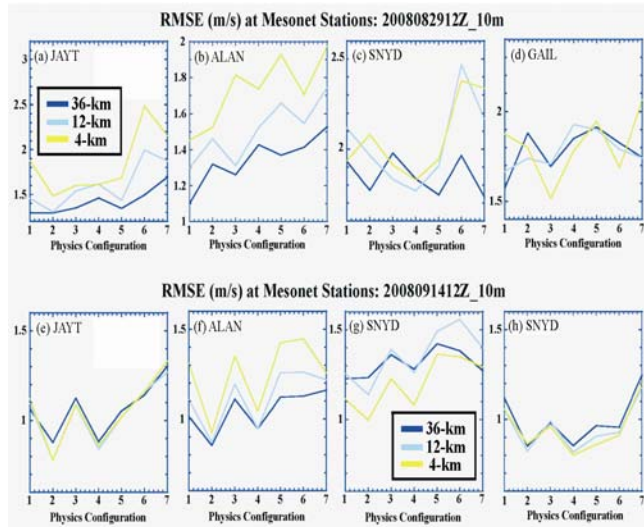 RMSE (m/s) at Mesonet Stations: 2008082912Z_10m
(a) JAYT
(b) ALAN
(c) SNYD
(d) GAIL
36-km
12-km
4-km
3
2.5
2
1.5
2
1.8
1.6
1.4
1.2
1
2.5
2
2
1.8
1.6
1.4
1 2 3 4 5 6 7
1 2 3 4 5 6 7
1 2 3 4 5 6 7
1 2 3 4 5 6 7
Physics Configuration
Physics Configuration
Physics Configuration
Physics Configuration
RMSE (m/s) at Mesonet Stations: 2008091412Z_10m
(e) JAYT
(f) ALAN
(g) SNYD
(h) SNYD
1.5
1
1.5
1
1.5
1
1.5
1
36-km
12-km
4-km
1 2 3 4 5 6 7
1 2 3 4 5 6 7
1 2 3 4 5 6 7
1 2 3 4 5 6 7
Physics Configuration
Physics Configuration
Physics Configuration
Physics Configuration